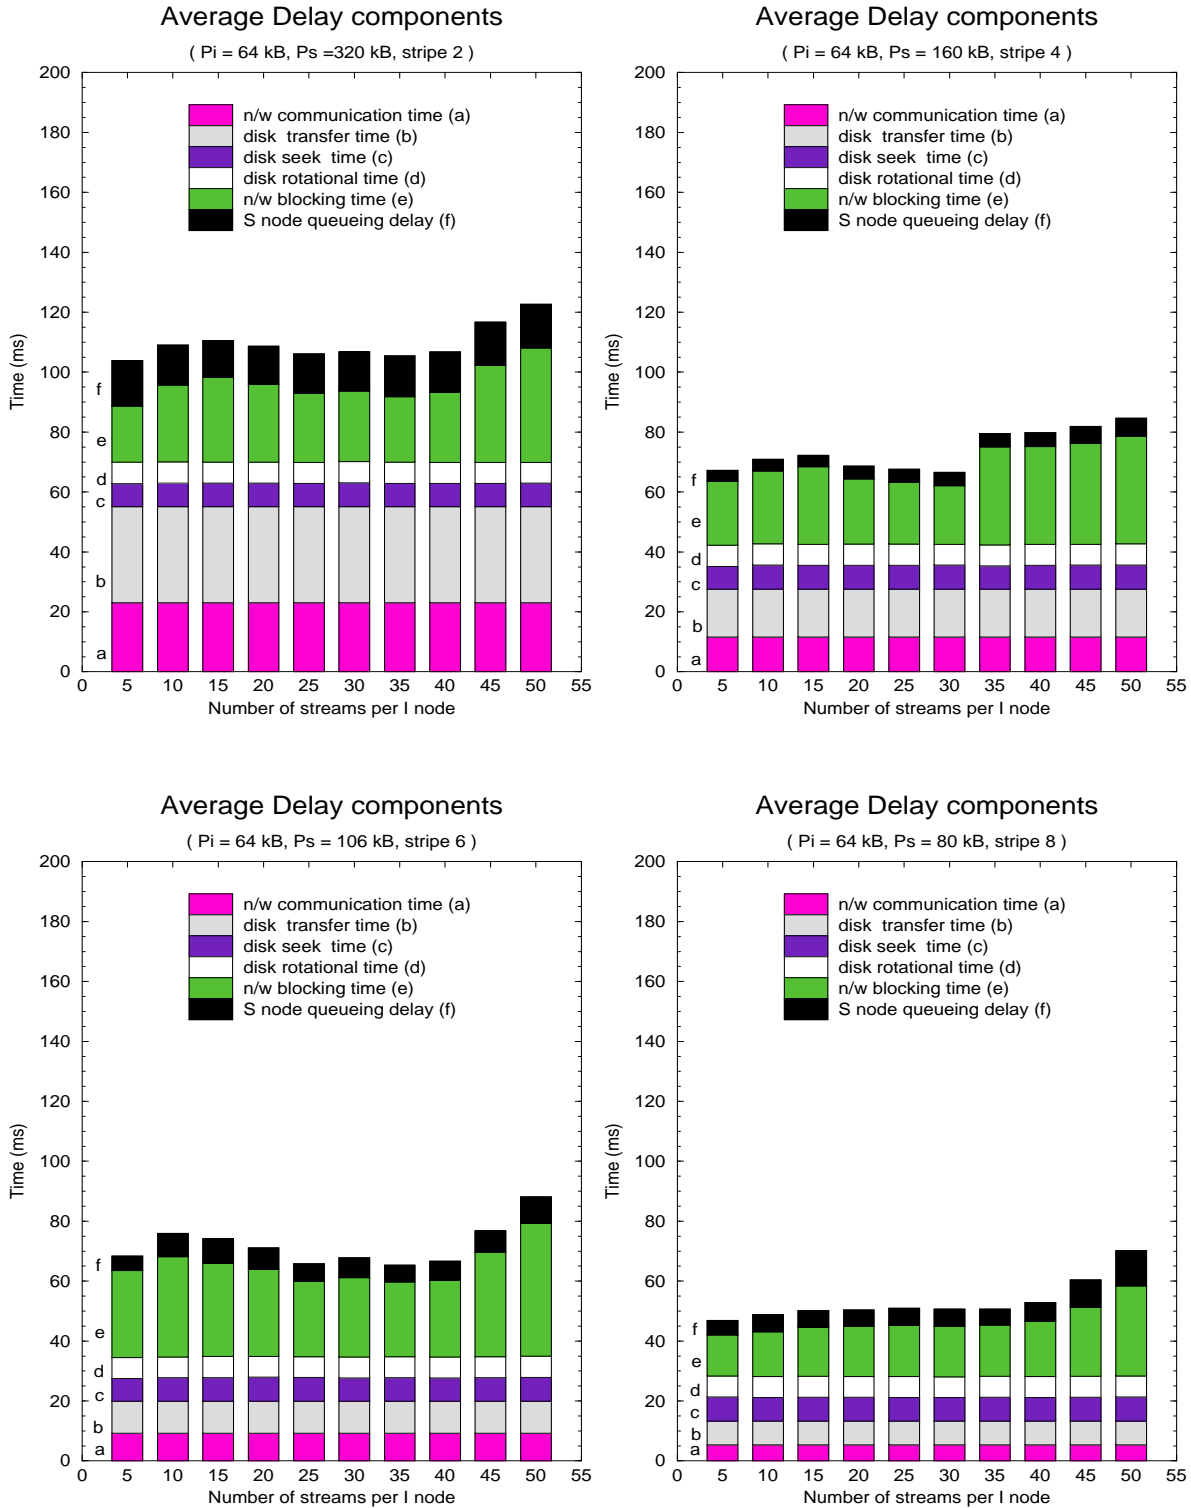 Average Delay components
( Pi = 64 kB, Ps =320 kB, stripe 2 )
200
180
160
140
120
100
80
60
40
20
0
Time (ms)
n/w communication time (a)
disk transfer time (b)
disk seek time (c)
disk rotational time (d)
n/w blocking time (e)
S node queueing delay (f)
f
e
d
c
b
a
0 5 10 15 20 25 30 35 40 45 50 55
Number of streams per I node
Average Delay components
( Pi = 64 kB, Ps = 160 kB, stripe 4 )
200
180
160
140
120
100
80
60
40
20
0
Time (ms)
n/w communication time (a)
disk transfer time (b)
disk seek time (c)
disk rotational time (d)
n/w blocking time (e)
S node queueing delay (f)
f
e
d
c
b
a
0 5 10 15 20 25 30 35 40 45 50 55
Number of streams per I node
Average Delay components
( Pi = 64 kB, Ps = 106 kB, stripe 6 )
200
180
160
140
120
100
80
60
40
20
0
Time (ms)
n/w communication time (a)
disk transfer time (b)
disk seek time (c)
disk rotational time (d)
n/w blocking time (e)
S node queueing delay (f)
f
e
d
c
b
a
0 5 10 15 20 25 30 35 40 45 50 55
Number of streams per I node
Average Delay components
( Pi = 64 kB, Ps = 80 kB, stripe 8 )
200
180
160
140
120
100
80
60
40
20
0
Time (ms)
n/w communication time (a)
disk transfer time (b)
disk seek time (c)
disk rotational time (d)
n/w blocking time (e)
S node queueing delay (f)
f
e
d
c
b
a
0 5 10 15 20 25 30 35 40 45 50 55
Number of streams per I node